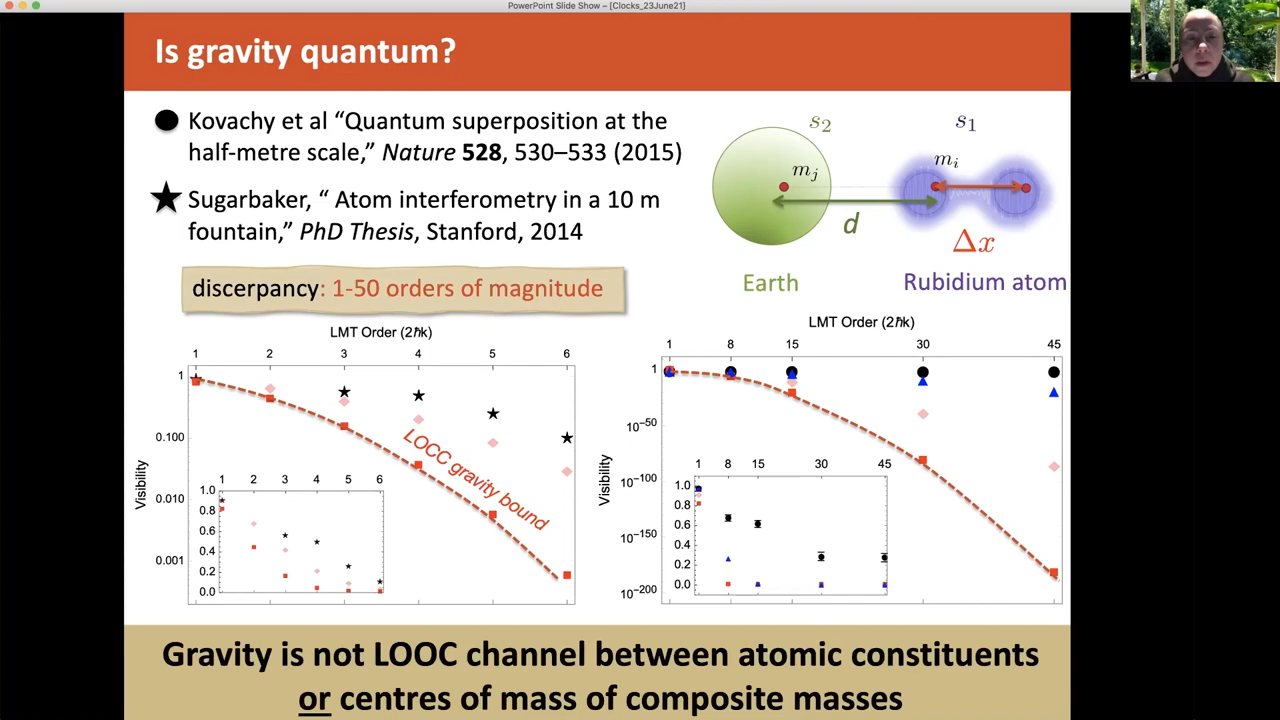 PowerPoint Slide Show – [Clocks_23June21]
Is gravity quantum?
Kovachy et al “Quantum superposition at the
half-metre scale,” Nature 528, 530–533 (2015)
Sugarbaker, “ Atom interferometry in a 10 m
fountain,” PhD Thesis, Stanford, 2014
discerpancy: 1-50 orders of magnitude
s₂
s₁
mⱼ
mᵢ
d
Δx
Earth
Rubidium atom
LMT Order (2ℏk)
1 2 3 4 5 6
1
0.100
0.010
0.001
Visibility
LOCC gravity bound
1 2 3 4 5 6
1.0
0.8
0.6
0.4
0.2
0.0
LMT Order (2ℏk)
1 8 15 30 45
1
10⁻⁵⁰
10⁻¹⁰⁰
10⁻¹⁵⁰
10⁻²⁰⁰
Visibility
1 8 15 30 45
1.0
0.8
0.6
0.4
0.2
0.0
Gravity is not LOOC channel between atomic constituents
or centres of mass of composite masses